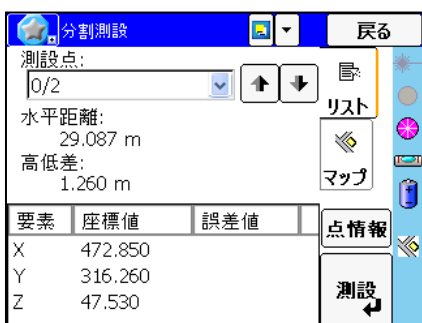 分割測設
戻る
測設点:
0/2
水平距離:
29.087 m
高低差:
1.260 m
リスト
マップ
点情報
測設
要素 座標値 誤差値
X 472.850
Y 316.260
Z 47.530